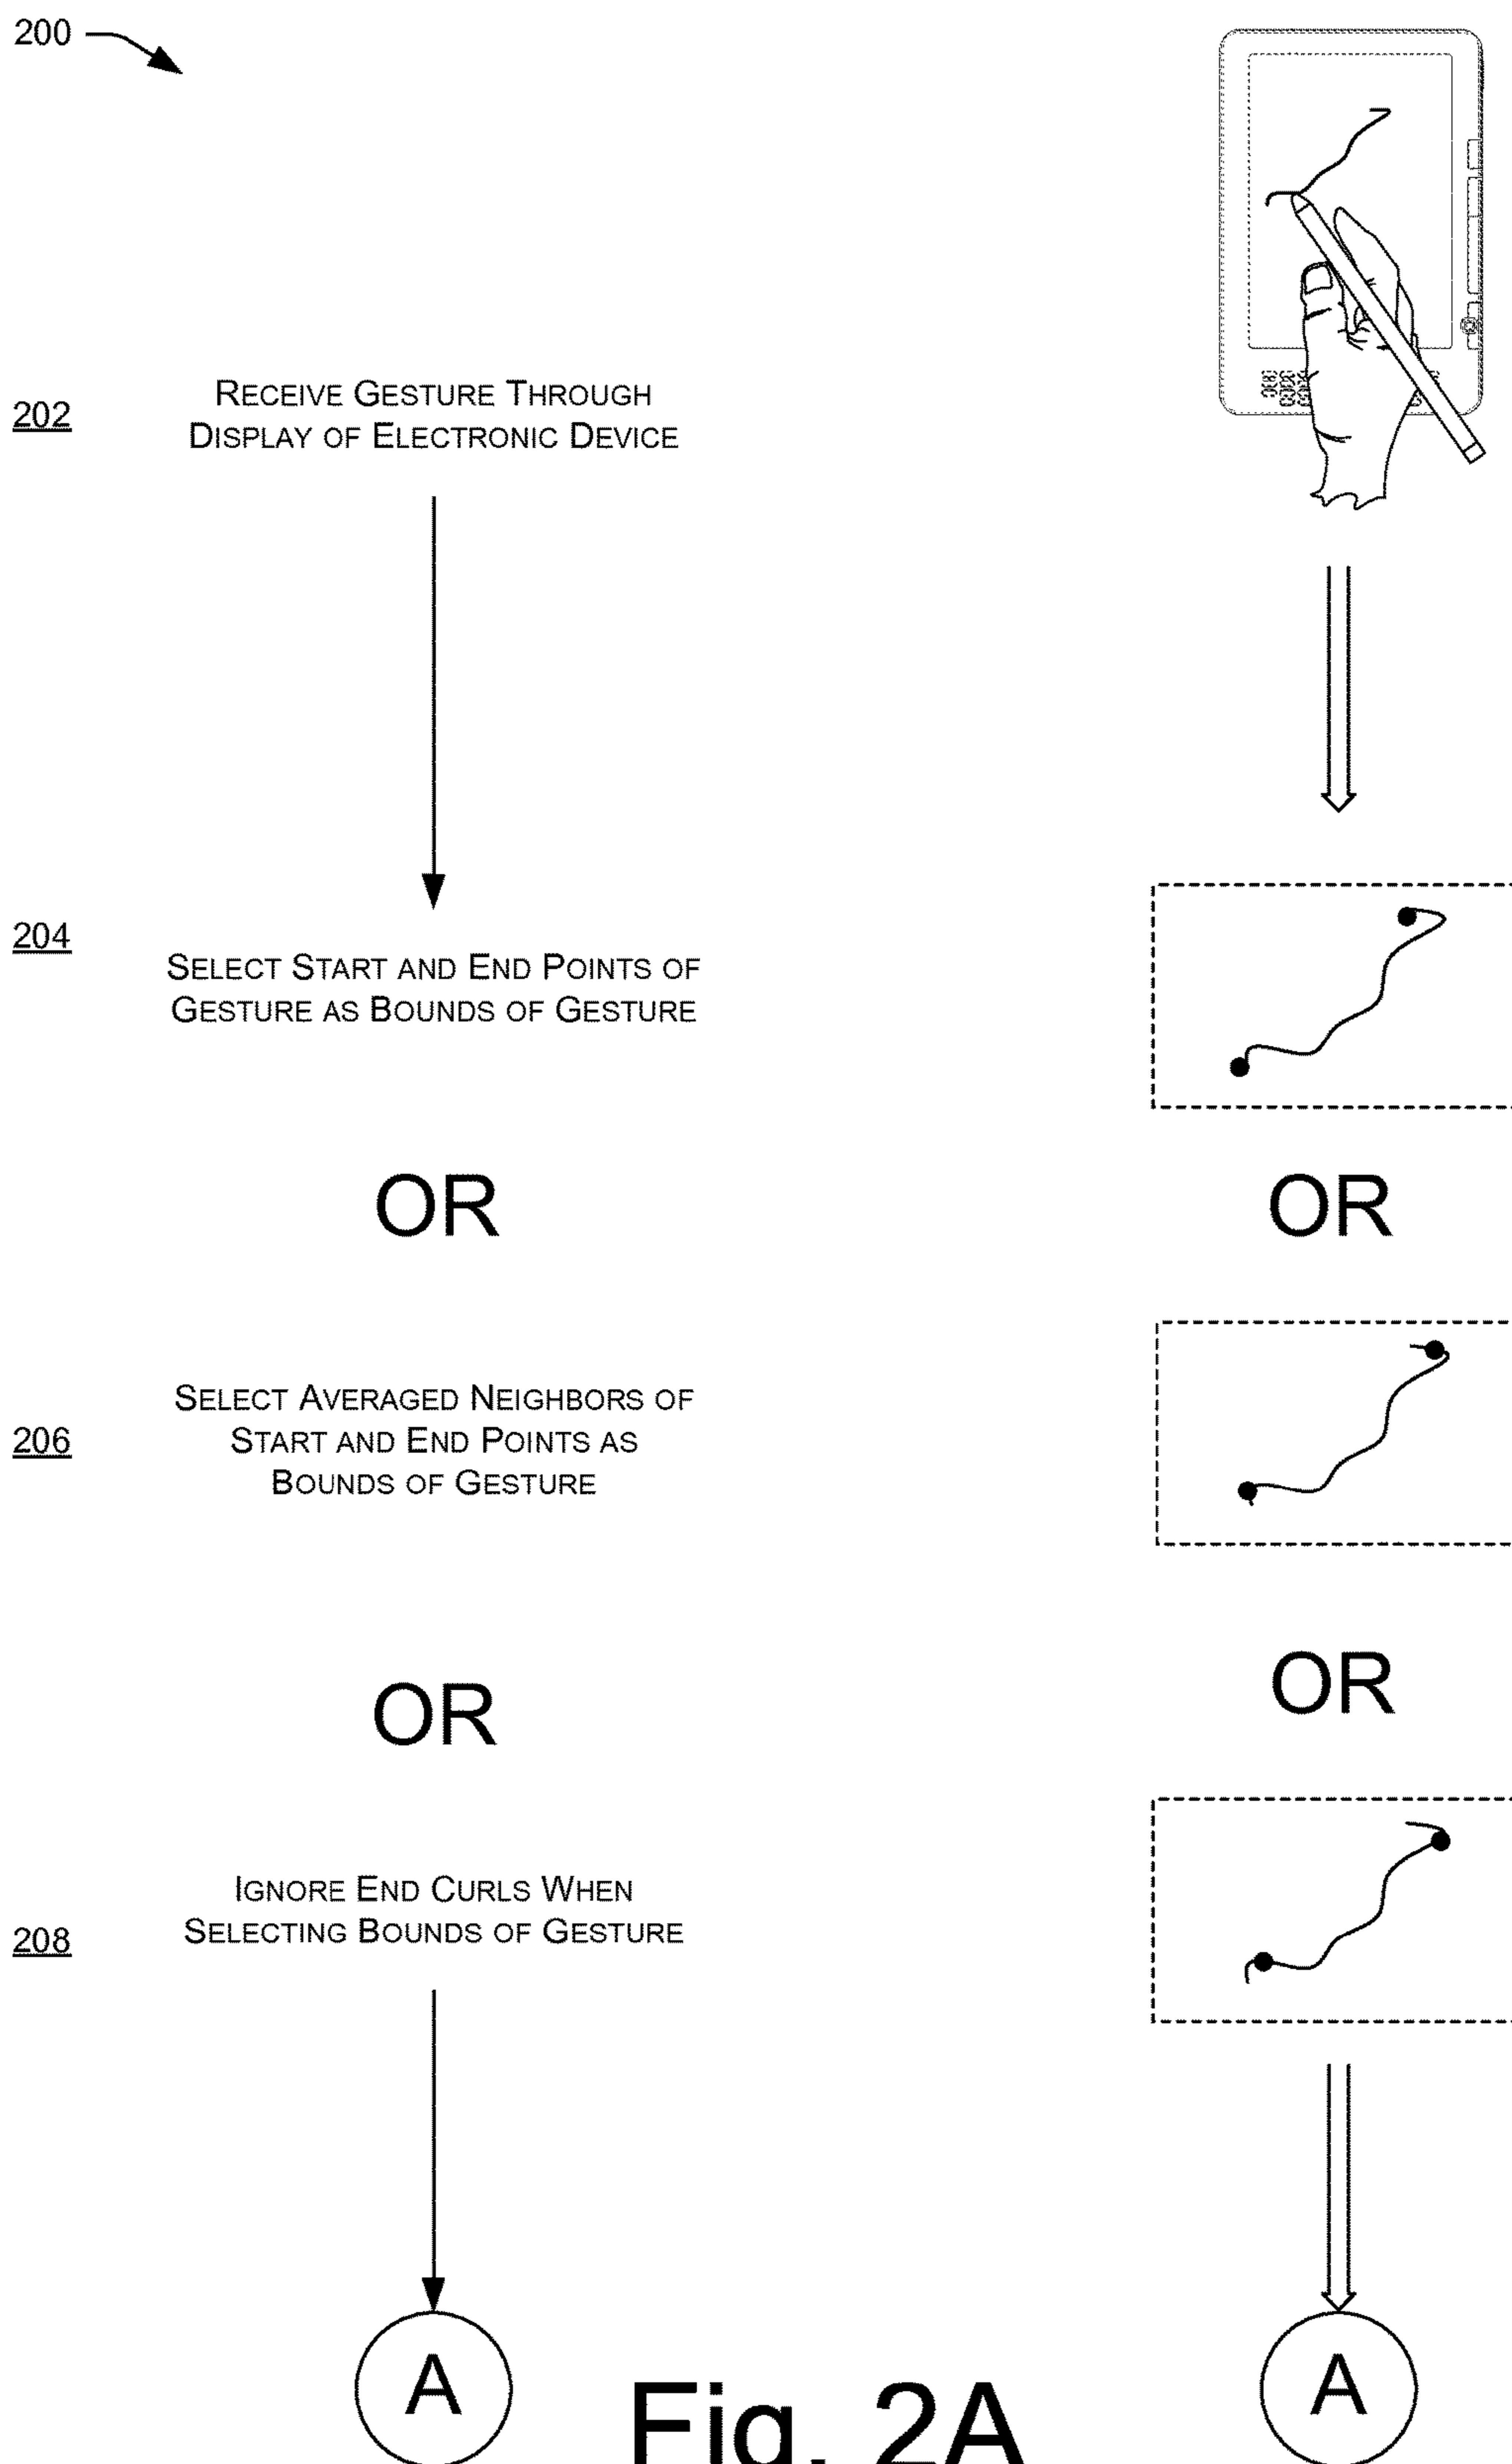 200
202
RECEIVE GESTURE THROUGH
DISPLAY OF ELECTRONIC DEVICE
204
SELECT START AND END POINTS OF
GESTURE AS BOUNDS OF GESTURE
OR
OR
206
SELECT AVERAGED NEIGHBORS OF
START AND END POINTS AS
BOUNDS OF GESTURE
OR
OR
208
IGNORE END CURLS WHEN
SELECTING BOUNDS OF GESTURE
A
A
Fig. 2A